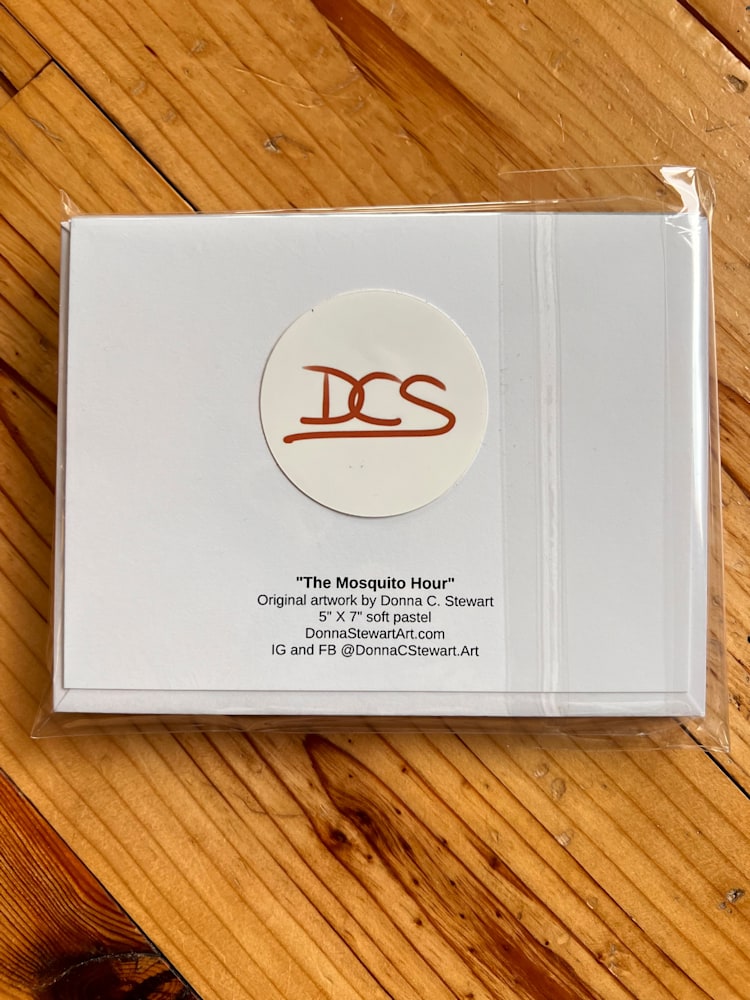 DCS
"The Mosquito Hour"
Original artwork by Donna C. Stewart
5" X 7" soft pastel
DonnaStewartArt.com
IG and FB @DonnaCStewart.Art